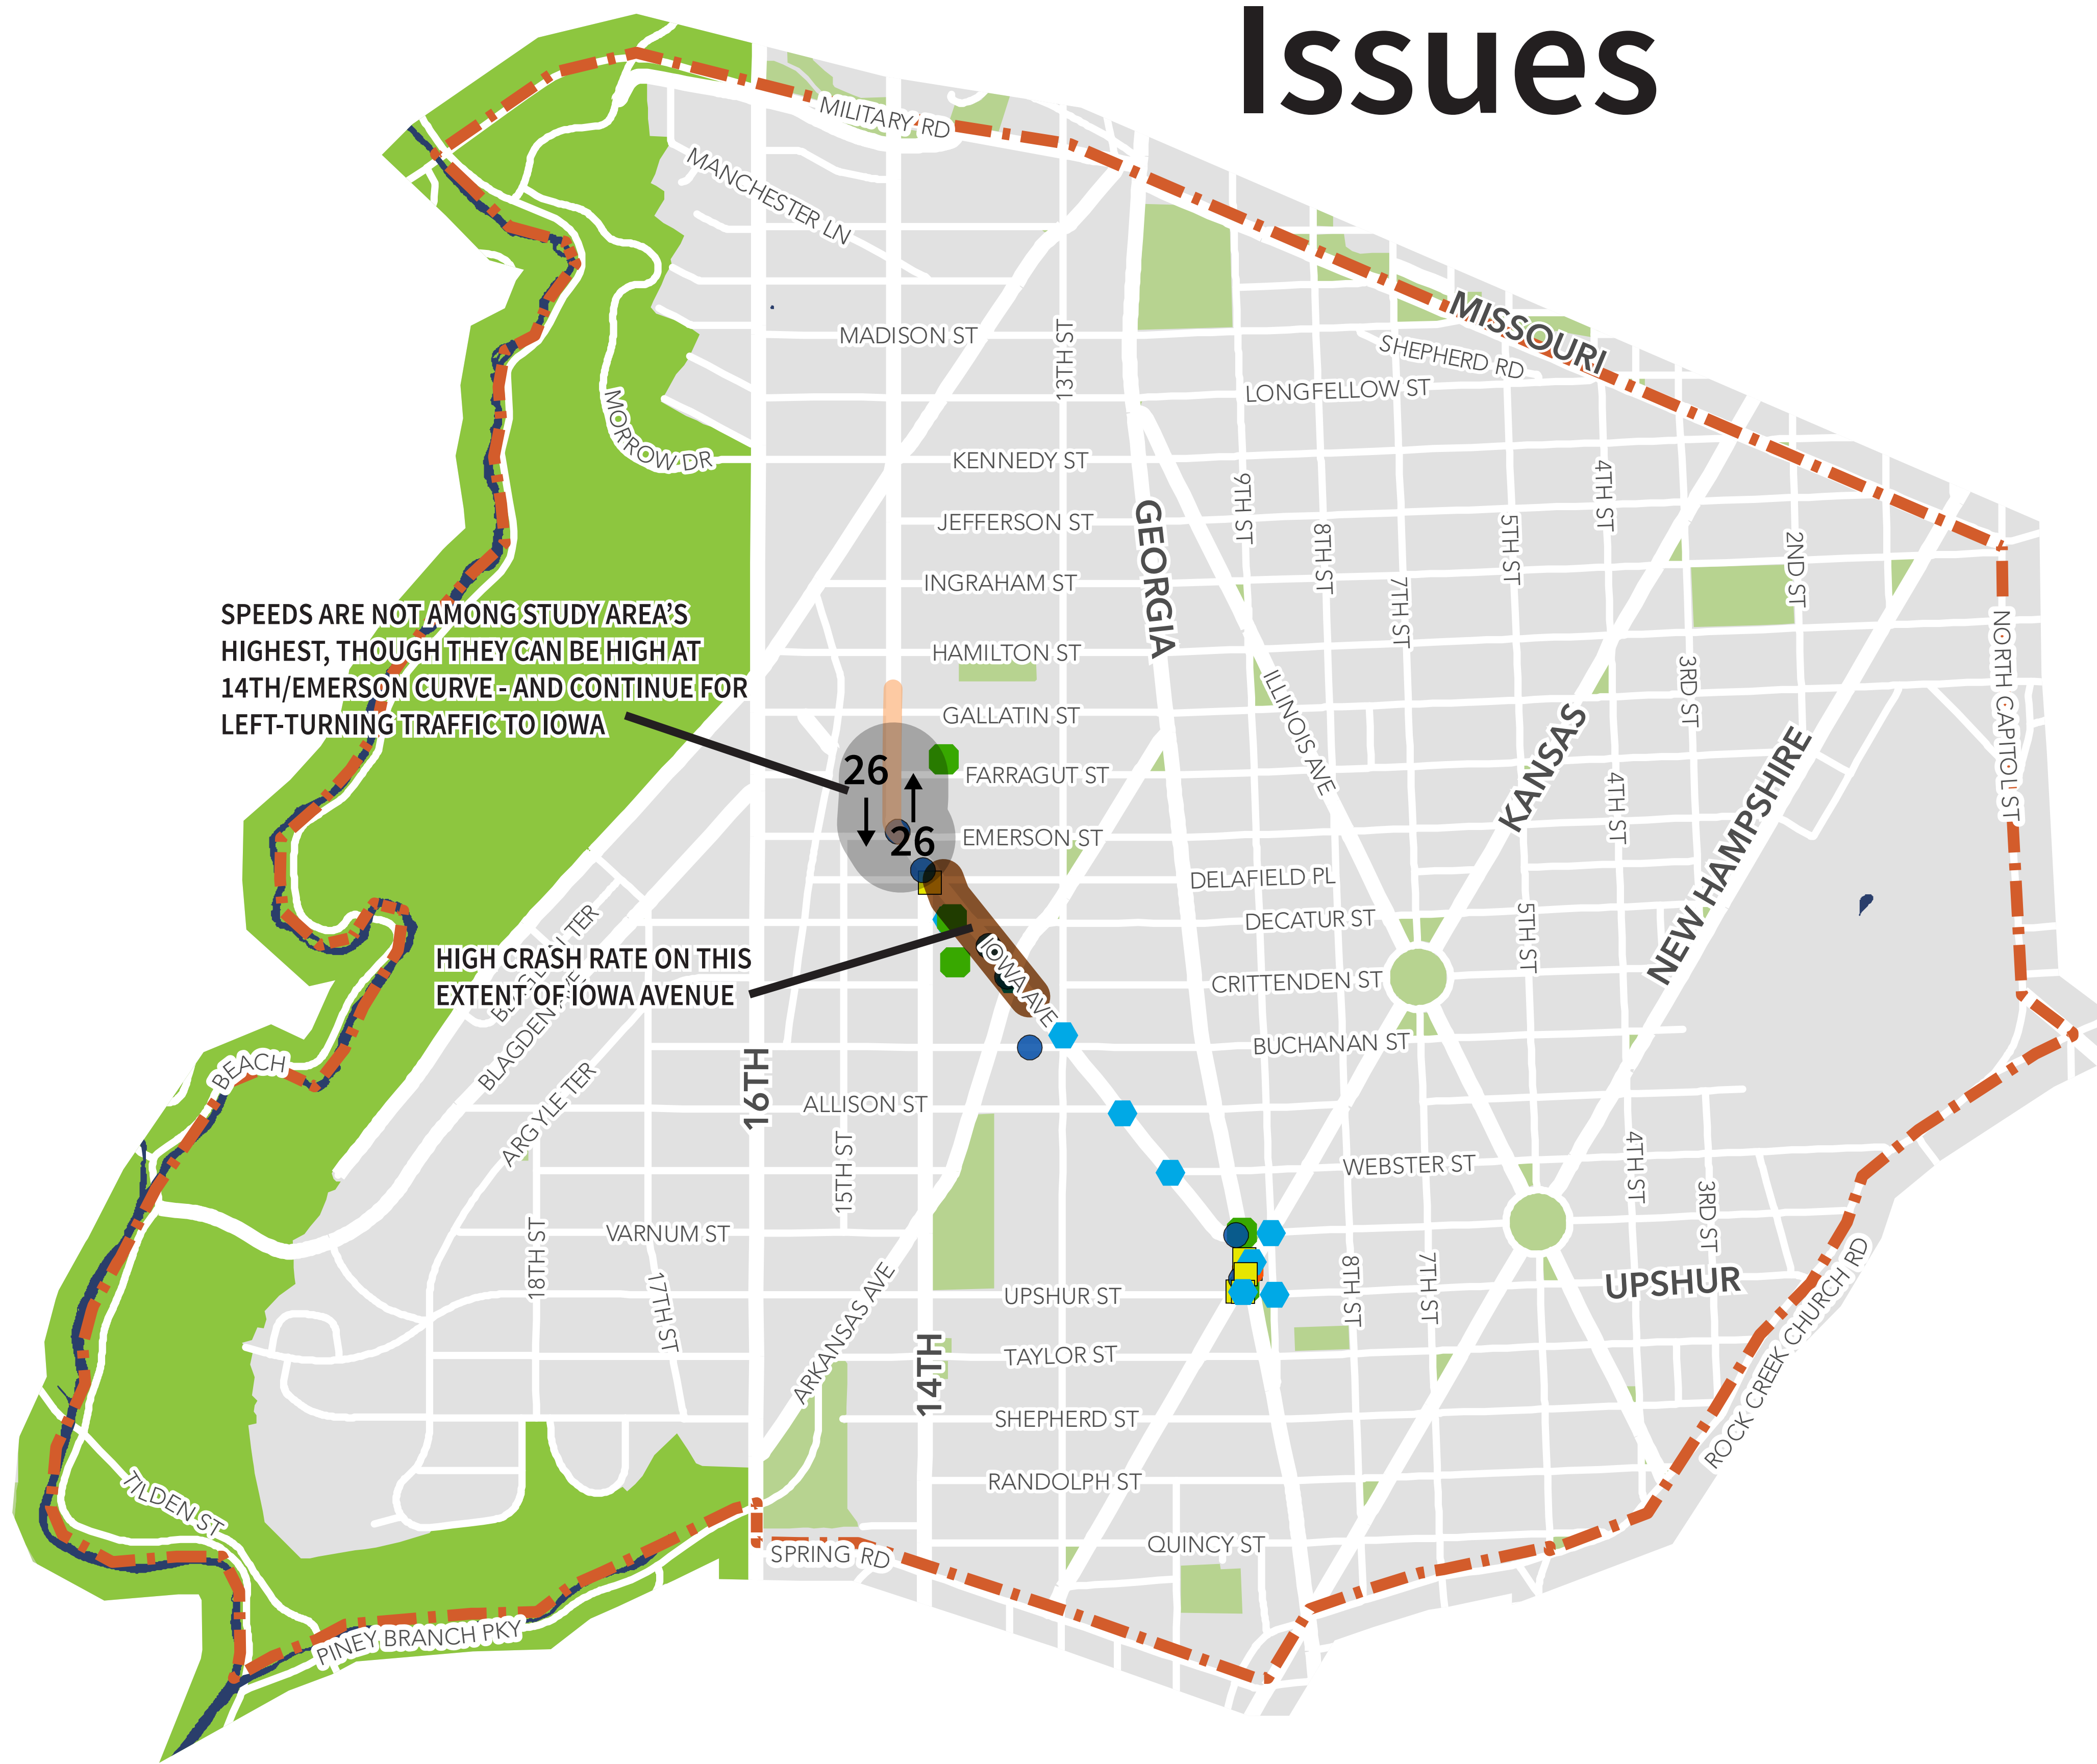 Issues
MILITARY RD
MANCHESTER LN
MADISON ST
13TH ST
MISSOURI
SHEPHERD RD
LONGFELLOW ST
MORROW DR
KENNEDY ST
JEFFERSON ST
GEORGIA
9TH ST
8TH ST
7TH ST
5TH ST
4TH ST
2ND ST
INGRAHAM ST
HAMILTON ST
NORTH CAPITOL ST
SPEEDS ARE NOT AMONG STUDY AREA'S
HIGHEST, THOUGH THEY CAN BE HIGH AT
14TH/EMERSON CURVE - AND CONTINUE FOR
LEFT-TURNING TRAFFIC TO IOWA
ILLINOIS AVE
3RD ST
GALLATIN ST
KANSAS
NEW HAMPSHIRE
26
FARRAGUT ST
4TH ST
26
EMERSON ST
DELAFIELD PL
DECATUR ST
5TH ST
HIGH CRASH RATE ON THIS
EXTENT OF IOWA AVENUE
IOWA AVE
CRITTENDEN ST
BLAGDEN AVE
BUCHANAN ST
BEACH
ARGYLE TER
16TH
ALLISON ST
15TH ST
WEBSTER ST
4TH ST
3RD ST
18TH ST
VARNUM ST
17TH ST
UPSHUR ST
8TH ST
7TH ST
UPSHUR
ARKANSAS AVE
ROCK CREEK CHURCH RD
14TH
TAYLOR ST
SHEPHERD ST
RANDOLPH ST
TILDEN ST
SPRING RD
QUINCY ST
PINEY BRANCH PKY